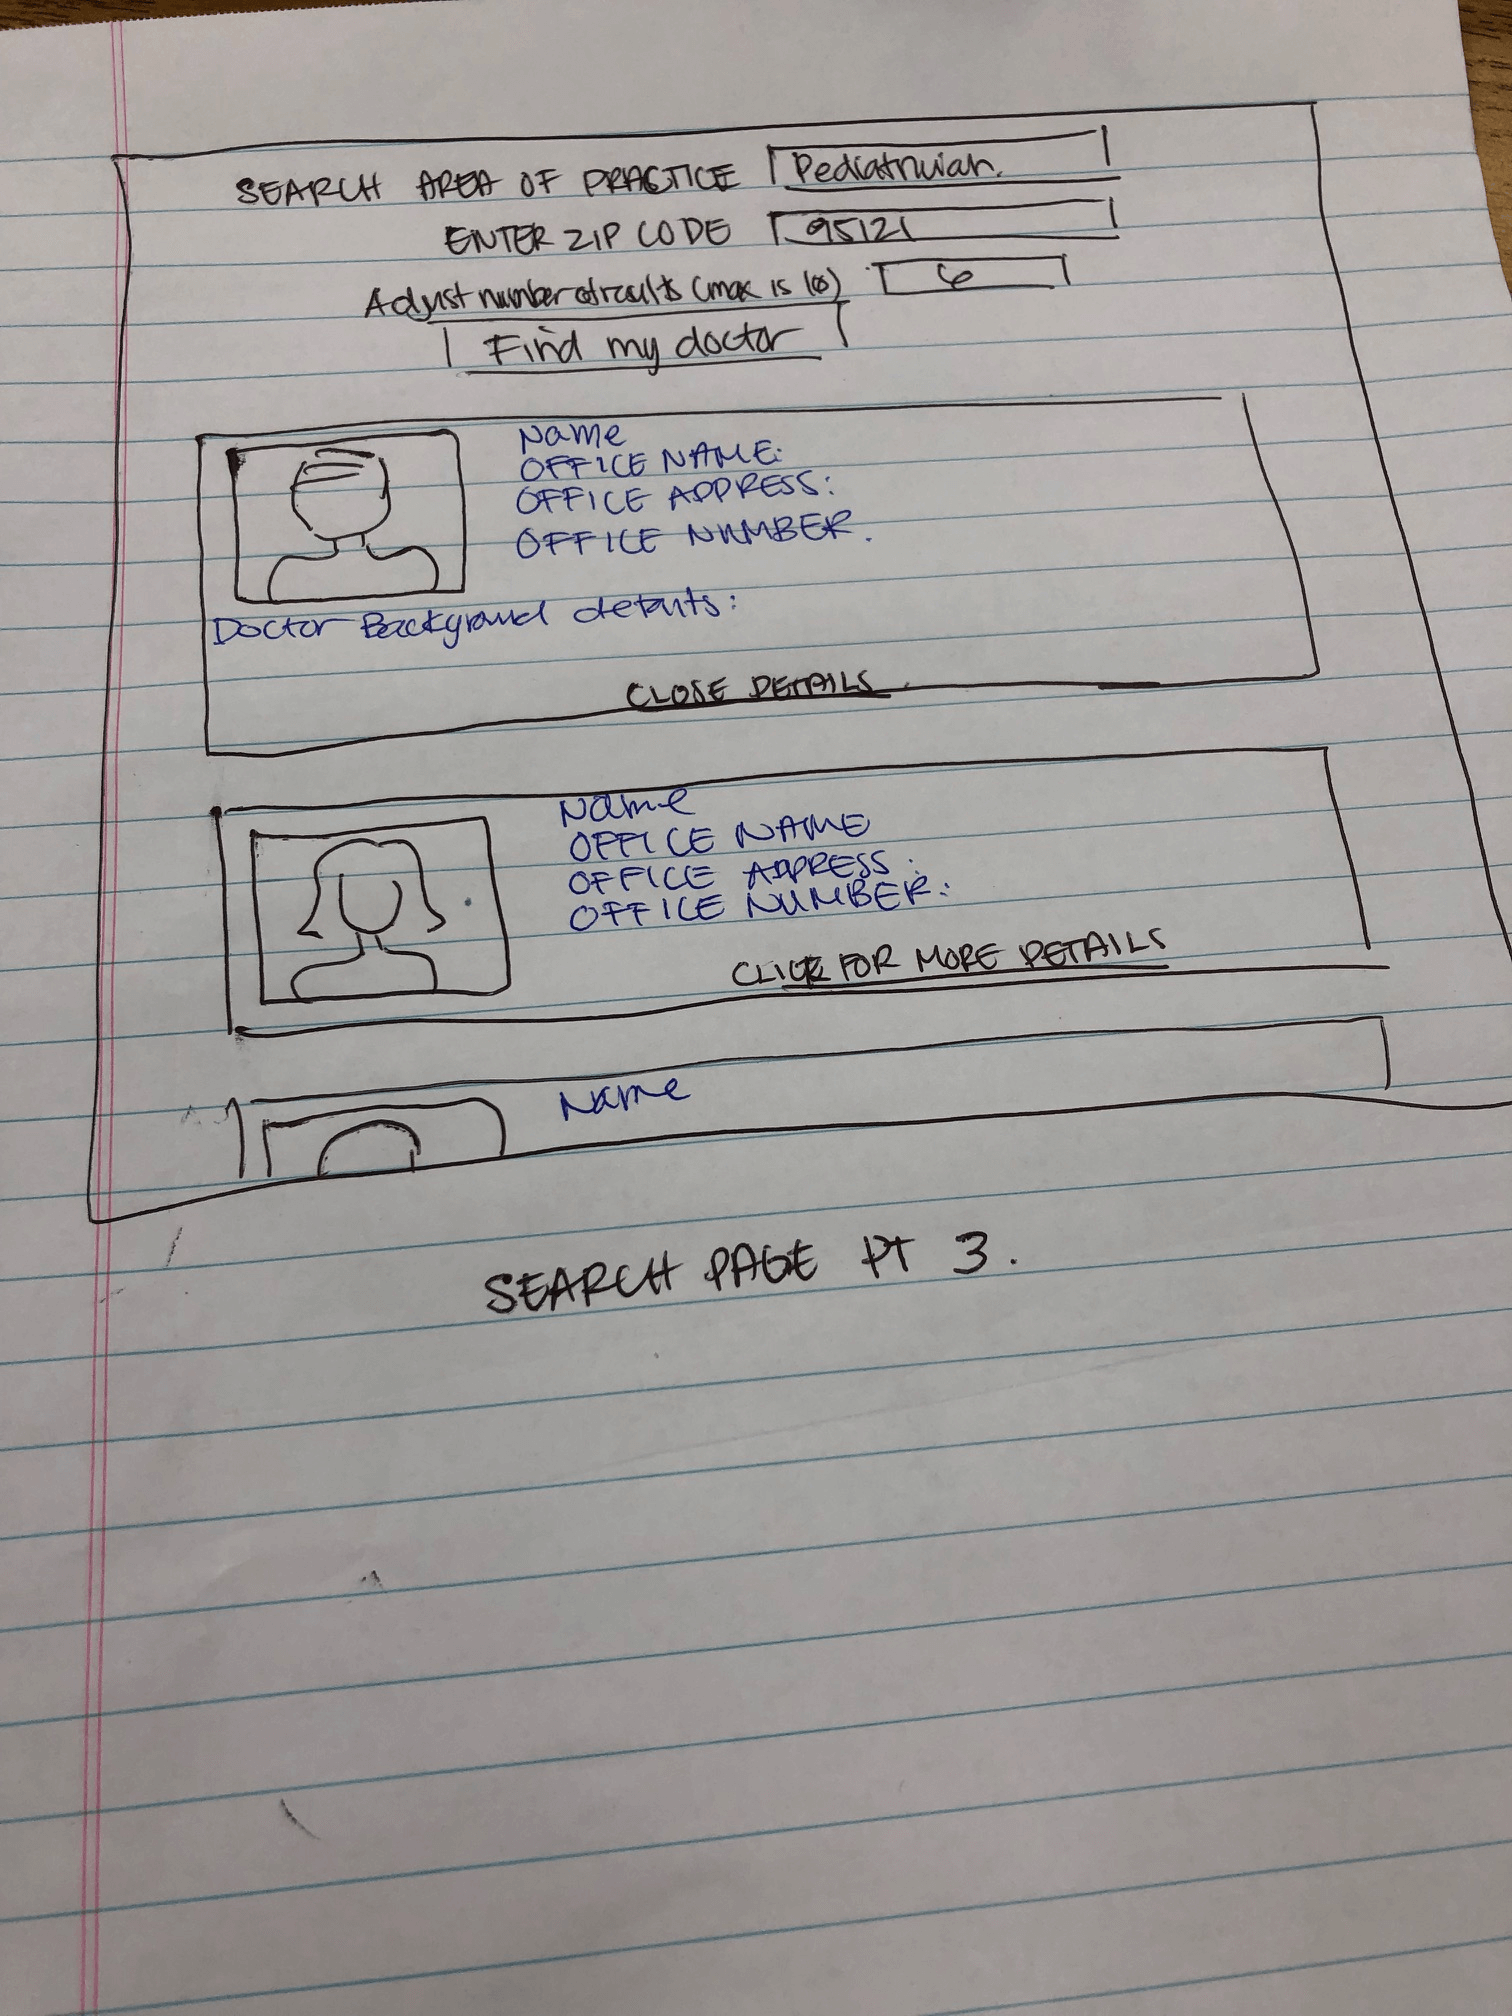 SEARCH AREA OF PRACTICE Pediatrician.
ENTER ZIP CODE 95121
Adjust number of results (max is 10) 6
Find my doctor
Name
OFFICE NAME:
OFFICE ADDRESS:
OFFICE NUMBER.
Doctor Background details:
CLOSE DETAILS
Name
OFFICE NAME
OFFICE ADDRESS:
OFFICE NUMBER:
CLICK FOR MORE DETAILS
Name
SEARCH PAGE PT 3.